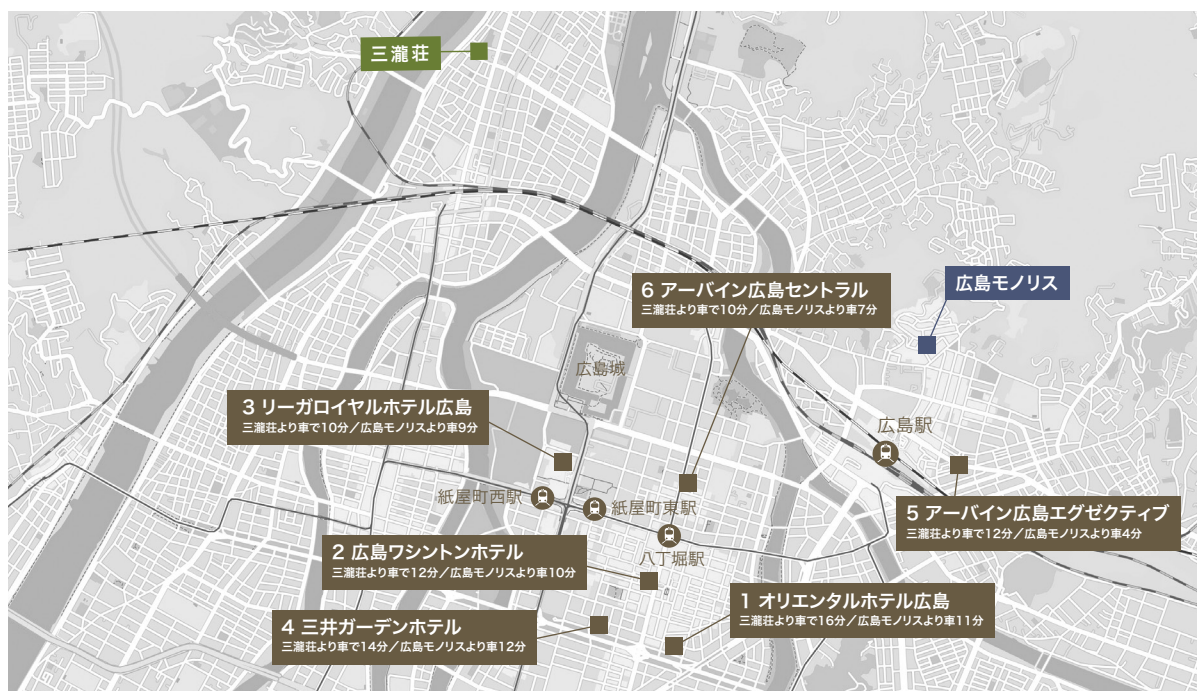 三瀧荘
6 アーバイン広島セントラル
三瀧荘より車で10分／広島モノリスより車7分
広島モノリス
広島城
3 リーガロイヤルホテル広島
三瀧荘より車で10分／広島モノリスより車9分
広島駅
紙屋町西駅
紙屋町東駅
5 アーバイン広島エグゼクティブ
三瀧荘より車で12分／広島モノリスより車4分
2 広島ワシントンホテル
三瀧荘より車で12分／広島モノリスより車10分
八丁堀駅
1 オリエンタルホテル広島
三瀧荘より車で16分／広島モノリスより車11分
4 三井ガーデンホテル
三瀧荘より車で14分／広島モノリスより車12分